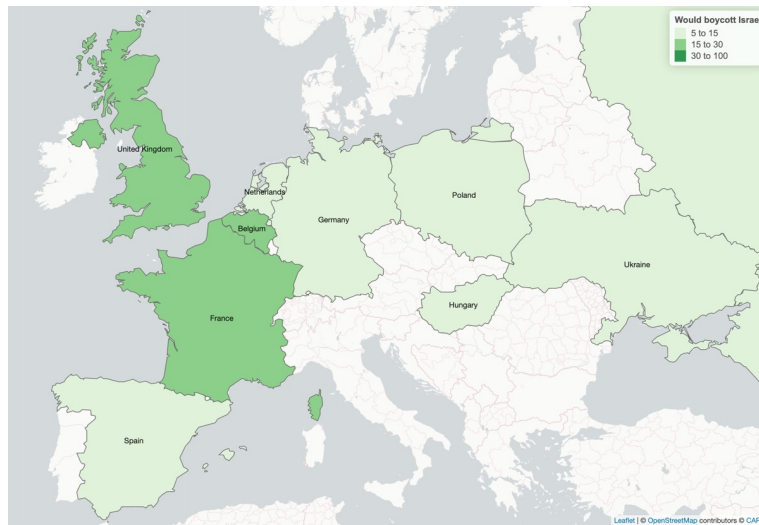 Would boycott Israe
5 to 15
15 to 30
30 to 100
United Kingdom
Netherlands
Poland
Germany
Belgium
Ukraine
Hungary
France
Spain
Leaflet | © OpenStreetMap contributors © CAR